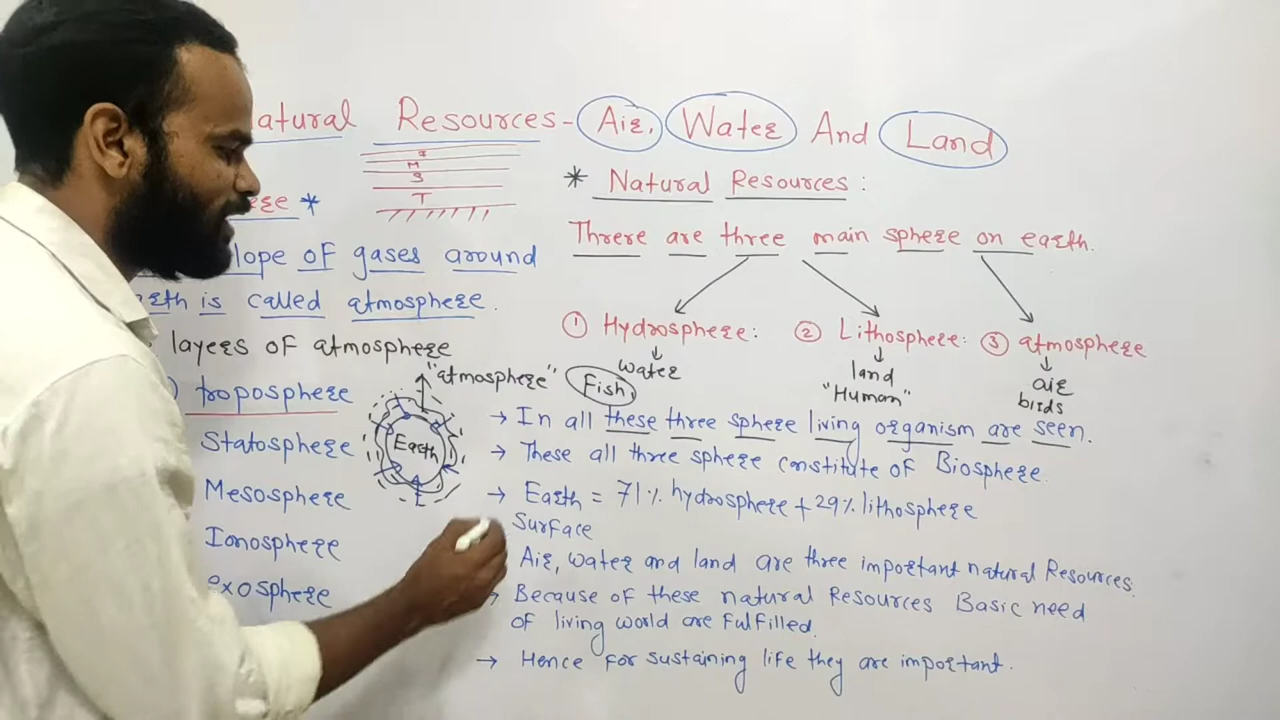 atural Resources- Air, Water And Land
I
M
S
T
ere *
lope of gases around
rth is called atmosphere.
layers of atmosphere
) troposphere
Statosphere
Mesosphere
Ionosphere
exosphere
"atmosphere"
Earth
* Natural Resources:
Threre are three main sphere on earth.
① Hydrosphere: ② Lithosphere: ③ atmosphere
water land air
Fish, "Human" birds
→ In all these three sphere living organism are seen.
→ These all three sphere constitute of Biosphere.
→ Earth = 71% hydrosphere + 29% lithosphere
Surface
Air, water and land are three important natural Resources.
→ Because of these natural Resources Basic need
of living world are fulfilled.
→ Hence for sustaining life they are important.